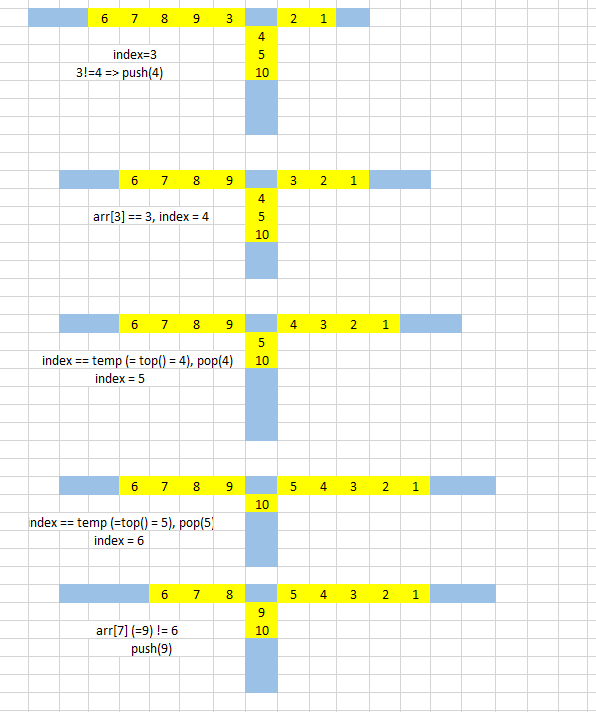 6 7 8 9 3 2 1
4
index=3 5
3!=4 => push(4) 10
6 7 8 9 3 2 1
4
arr[3] == 3, index = 4 5
10
6 7 8 9 4 3 2 1
5
index == temp (= top() = 4), pop(4) 10
index = 5
6 7 8 9 5 4 3 2 1
10
ndex == temp (=top() = 5), pop(5)
index = 6
6 7 8 5 4 3 2 1
9
arr[7] (=9) != 6 10
push(9)